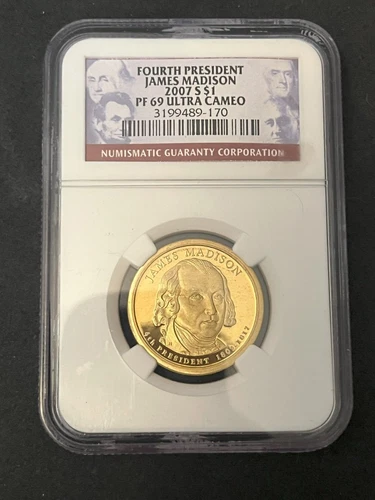 FOURTH PRESIDENT
JAMES MADISON
2007 S $1
PF 69 ULTRA CAMEO
3199489-170
NUMISMATIC GUARANTY CORPORATION
JAMES MADISON
4th PRESIDENT 1809-1817